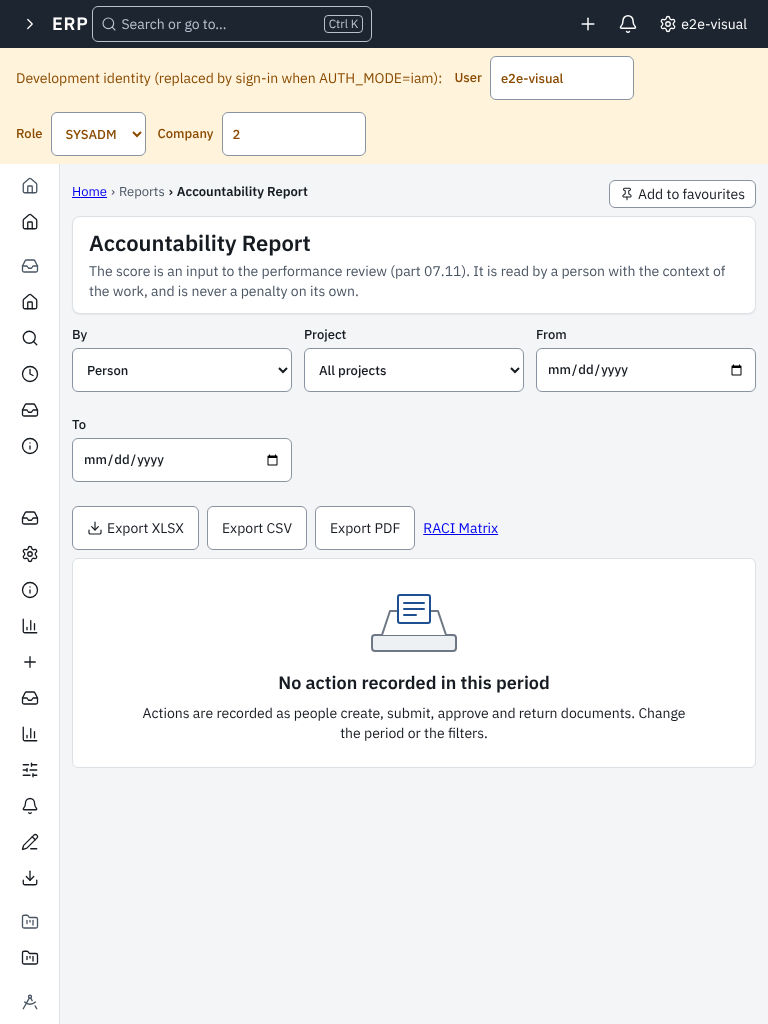 ERP
Search or go to...
Ctrl K
e2e-visual
Development identity (replaced by sign-in when AUTH_MODE=iam):
User
e2e-visual
Role
SYSADM
Company
2
Home › Reports › Accountability Report
Add to favourites
Accountability Report
The score is an input to the performance review (part 07.11). It is read by a person with the context of
the work, and is never a penalty on its own.
By
Project
From
Person
All projects
mm/dd/yyyy
To
mm/dd/yyyy
Export XLSX
Export CSV
Export PDF
RACI Matrix
No action recorded in this period
Actions are recorded as people create, submit, approve and return documents. Change
the period or the filters.